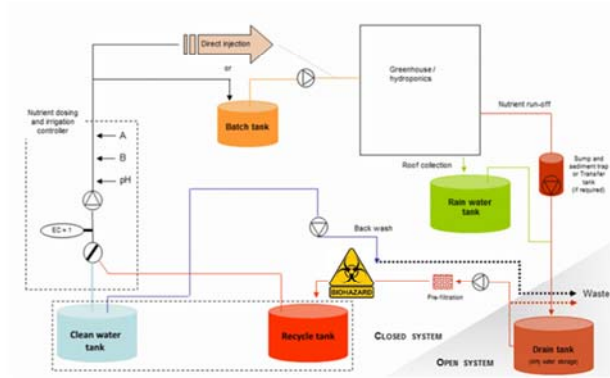 Direct injection
or
Batch tank
Greenhouse /
hydroponics
Nutrient run-off
Nutrient dosing
and irrigation
controller
A
B
pH
EC = 1
Roof collection
Rain water
tank
Sump and
sediment trap
or Transfer
tank
(if required)
Back wash
BIOHAZARD
Pre-filtration
Waste
Clean water
tank
Recycle tank
CLOSED SYSTEM
OPEN SYSTEM
Drain tank
water storage)